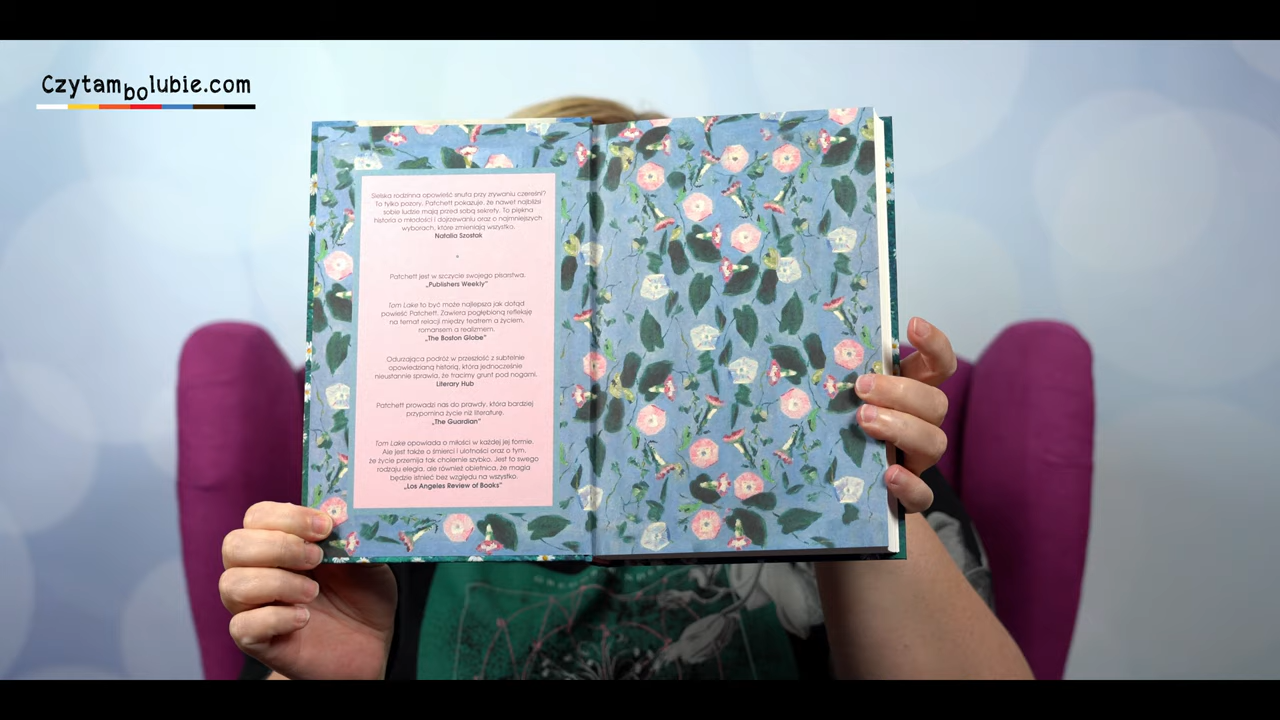 Czytambolubie.com
Sielska rodzinna opowieść snuta przy zrywaniu czereśni?
To tylko pozory. Patchett pokazuje, że nawet najbliżsi
sobie ludzie mają przed sobą sekrety. To piękna
historia o młodości i dojrzewaniu oraz o najmniejszych
wyborach, które zmieniają wszystko.
Natalia Szostak
*
Patchett jest w szczycie swojego pisarstwa.
„Publishers Weekly”
Tom Lake to być może najlepsza jak dotąd
powieść Patchett. Zawiera pogłębioną refleksję
na temat relacji między teatrem a życiem,
romansem a realizmem.
„The Boston Globe”
Odurzająca podróż w przeszłość z subtelnie
opowiedzianą historią, która jednocześnie
nieustannie sprawia, że tracimy grunt pod nogami.
Literary Hub
Patchett prowadzi nas do prawdy, która bardziej
przypomina życie niż literaturę.
„The Guardian”
Tom Lake opowiada o miłości w każdej jej formie.
Ale jest także o śmierci i ulotności oraz o tym,
że życie przemija tak cholernie szybko. Jest to swego
rodzaju elegia, ale również obietnica, że magia
będzie istnieć bez względu na wszystko.
„Los Angeles Review of Books”